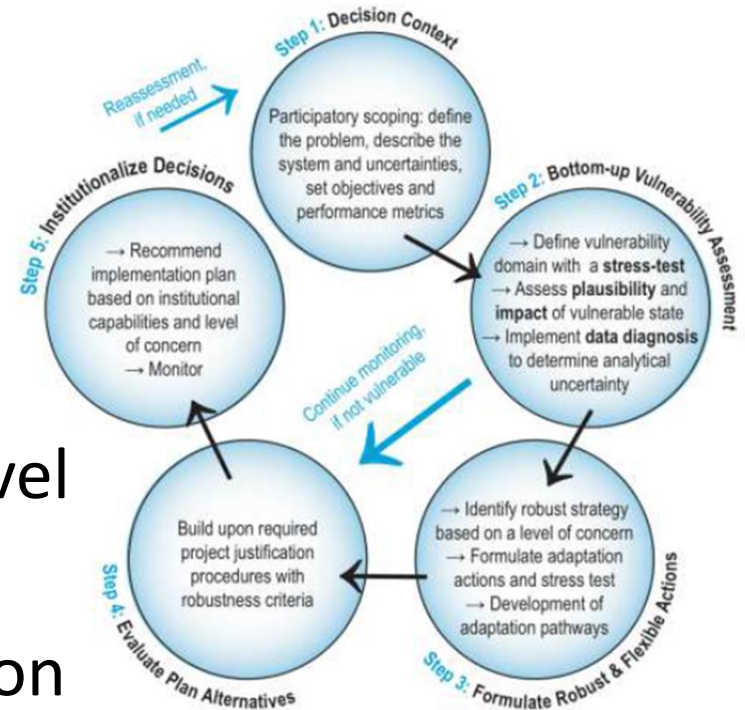 Step 1: Decision Context
Participatory scoping: define
the problem, describe the
system and uncertainties,
set objectives and
performance metrics
Reassessment,
if needed
Step 2: Bottom-up Vulnerability Assessment
→ Define vulnerability
domain with a stress-test
→ Assess plausibility and
impact of vulnerable state
→ Implement data diagnosis
to determine analytical
uncertainty
Step 5: Institutionalize Decisions
→ Recommend
implementation plan
based on institutional
capabilities and level
of concern
→ Monitor
Continue monitoring,
if not vulnerable
vel
→ Identify robust strategy
based on a level of concern
→ Formulate adaptation
actions and stress test
→ Development of
adaptation pathways
Step 3: Formulate Robust & Flexible Actions
Build upon required
project justification
procedures with
robustness criteria
Step 4: Evaluate Plan Alternatives
on